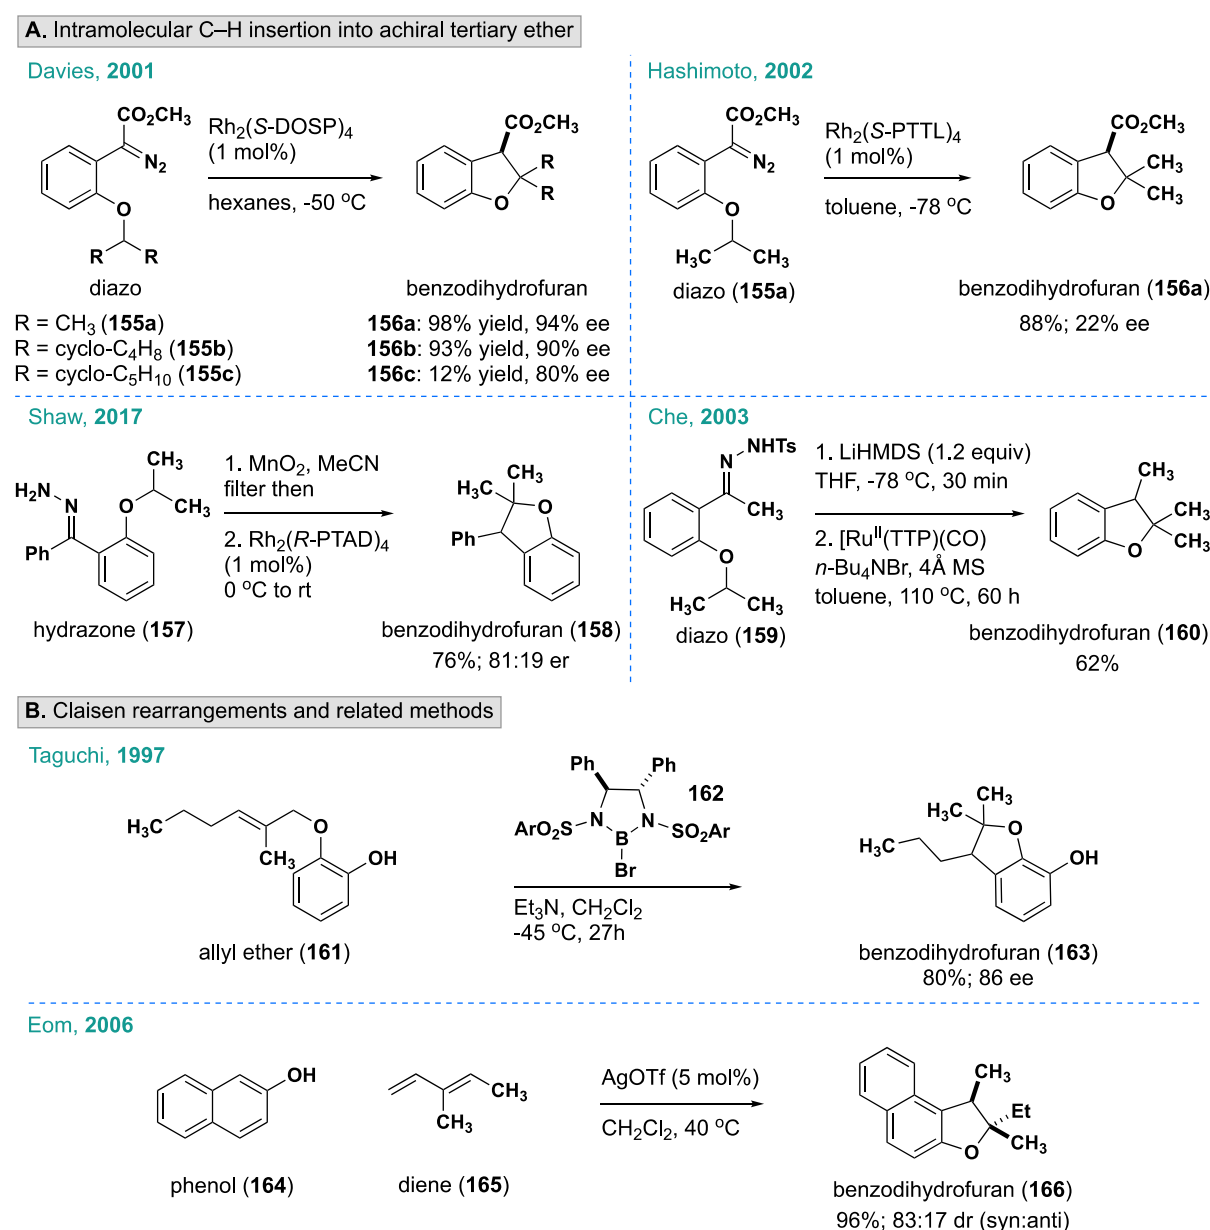 A. Intramolecular C–H insertion into achiral tertiary ether
Davies, 2001
CO₂CH₃
N₂
O
R R
diazo
R = CH₃ (155a)
R = cyclo-C₄H₈ (155b)
R = cyclo-C₅H₁₀ (155c)
Rh₂(S-DOSP)₄
(1 mol%)
hexanes, -50 °C
CO₂CH₃
R
R
O
benzodihydrofuran
156a: 98% yield, 94% ee
156b: 93% yield, 90% ee
156c: 12% yield, 80% ee
Hashimoto, 2002
CO₂CH₃
N₂
O
H₃C CH₃
diazo (155a)
Rh₂(S-PTTL)₄
(1 mol%)
toluene, -78 °C
CO₂CH₃
CH₃
CH₃
O
benzodihydrofuran (156a)
88%; 22% ee
Shaw, 2017
CH₃
H₂N
N O CH₃
Ph
hydrazone (157)
1. MnO₂, MeCN
filter then
2. Rh₂(R-PTAD)₄
(1 mol%)
0 °C to rt
CH₃
H₃C O
Ph
benzodihydrofuran (158)
76%; 81:19 er
Che, 2003
NHTs
N
CH₃
O
H₃C CH₃
diazo (159)
1. LiHMDS (1.2 equiv)
THF, -78 °C, 30 min
2. [Ruᴵᴵ(TTP)(CO)
n-Bu₄NBr, 4Å MS
toluene, 110 °C, 60 h
CH₃
CH₃
CH₃
O
benzodihydrofuran (160)
62%
B. Claisen rearrangements and related methods
Taguchi, 1997
H₃C O
CH₃ OH
allyl ether (161)
Ph Ph
162
ArO₂S N N SO₂Ar
B
Br
Et₃N, CH₂Cl₂
-45 °C, 27h
CH₃
H₃C O
H₃C OH
benzodihydrofuran (163)
80%; 86 ee
Eom, 2006
OH
phenol (164)
CH₃
CH₃
diene (165)
AgOTf (5 mol%)
CH₂Cl₂, 40 °C
CH₃
Et
CH₃
O
benzodihydrofuran (166)
96%; 83:17 dr (syn:anti)